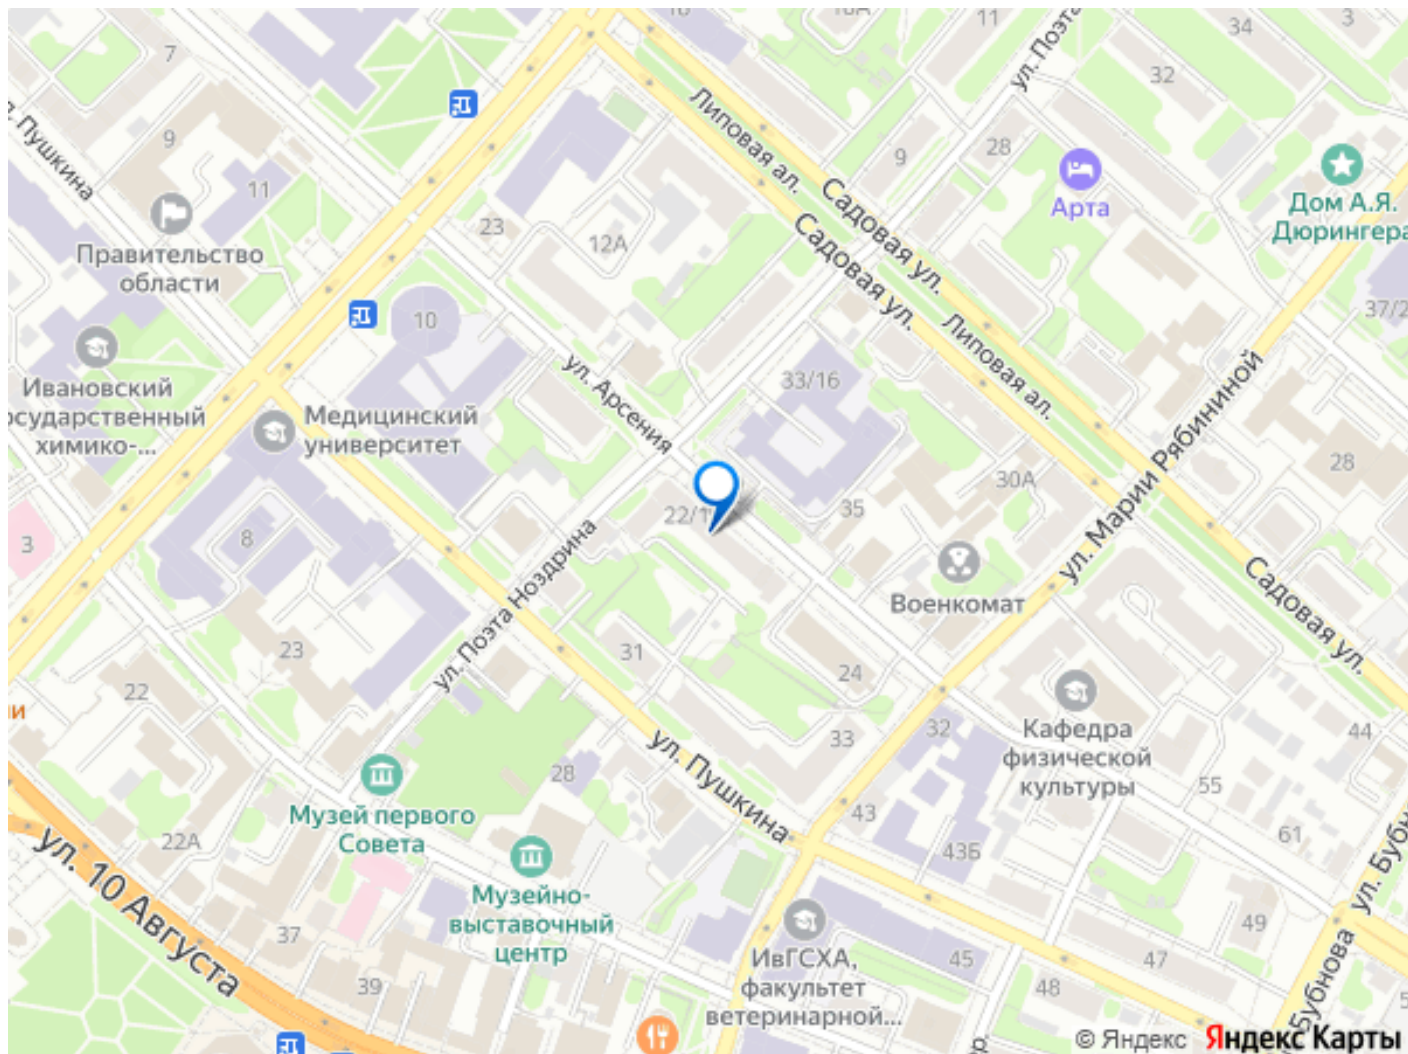 16
10А
11
34
3
ул. Поэта
7
32
Пушкина
Липовая ал.
9
9
28
11
Арта
Дом А.Я.
Дюрингера
Садовая ул.
Садовая ул.
23
12А
Правительство
области
37/2
10
Липовая ал.
ул. Арсения
33/16
Ивановский
осударственный
химико-...
Медицинский
университет
ул. Марии Рябининой
28
30А
22/1
35
3
8
ул. Поэта Ноздрина
Военкомат
Садовая ул.
23
31
24
22
Кафедра
физической
культуры
32
33
44
ул. Пушкина
28
55
Музей первого
Совета
43
61
22А
43Б
ул. 10 Августа
Музейно-
выставочный
центр
ул. Бубн
49
37
ИвГСХА,
факультет
ветеринарной...
45
47
Бубнова
39
48
5
© Яндекс Яндекс Карты